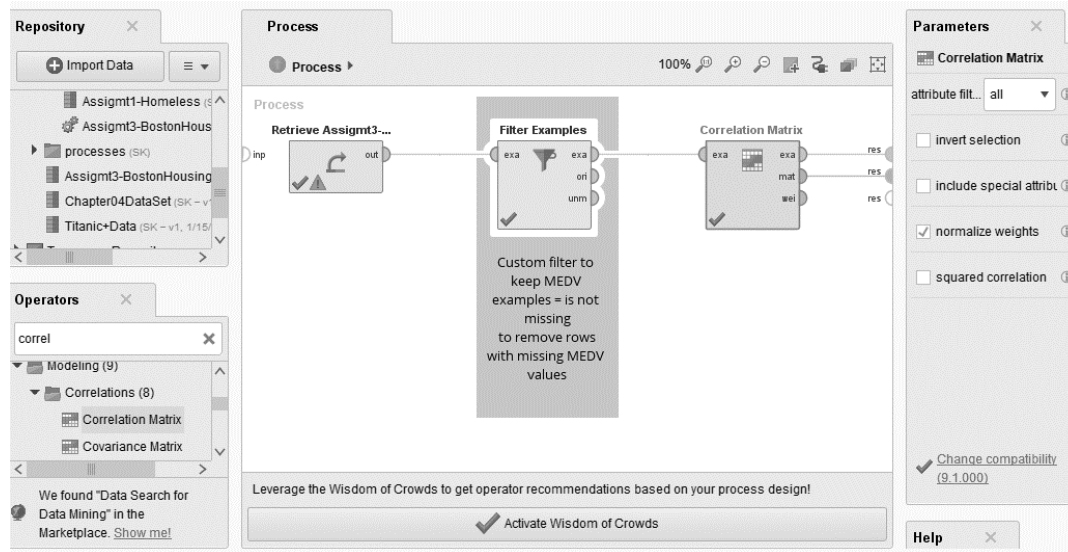 Repository
Import Data
Assigmt1-Homeless (S
Assigmt3-BostonHous
processes (SK)
Assigmt3-BostonHousing
Chapter04DataSet (SK – v1
Titanic+Data (SK – v1, 1/15/
Operators
correl
Modeling (9)
Correlations (8)
Correlation Matrix
Covariance Matrix
We found "Data Search for
Data Mining" in the
Marketplace. Show me!
Process
Process
100%
Process
Retrieve Assigmt3-...
inp
out
Filter Examples
exa
exa
ori
unm
Custom filter to
keep MEDV
examples = is not
missing
to remove rows
with missing MEDV
values
Correlation Matrix
exa
exa
mat
wei
res
res
res
Leverage the Wisdom of Crowds to get operator recommendations based on your process design!
Activate Wisdom of Crowds
Parameters
Correlation Matrix
attribute filt... all
invert selection
include special attribu
normalize weights
squared correlation
Change compatibility
(9.1.000)
Help